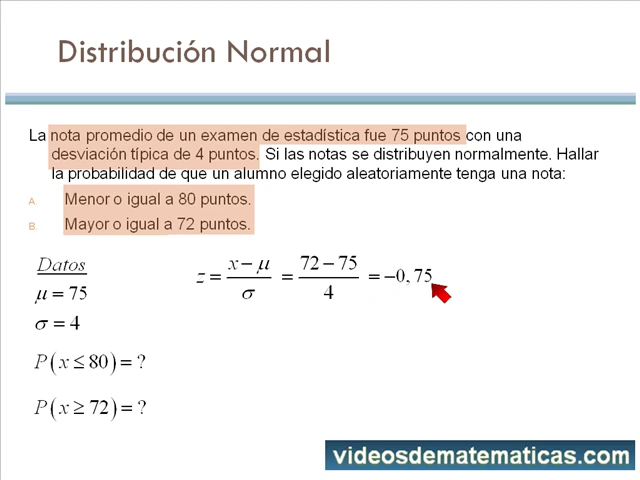 Distribución Normal
La nota promedio de un examen de estadística fue 75 puntos con una
desviación típica de 4 puntos. Si las notas se distribuyen normalmente. Hallar
la probabilidad de que un alumno elegido aleatoriamente tenga una nota:
A. Menor o igual a 80 puntos.
B. Mayor o igual a 72 puntos.
Datos
z = (x − μ)/σ = (72 − 75)/4 = −0,75
μ = 75
σ = 4
P(x ≤ 80) = ?
P(x ≥ 72) = ?
videosdematematicas.com